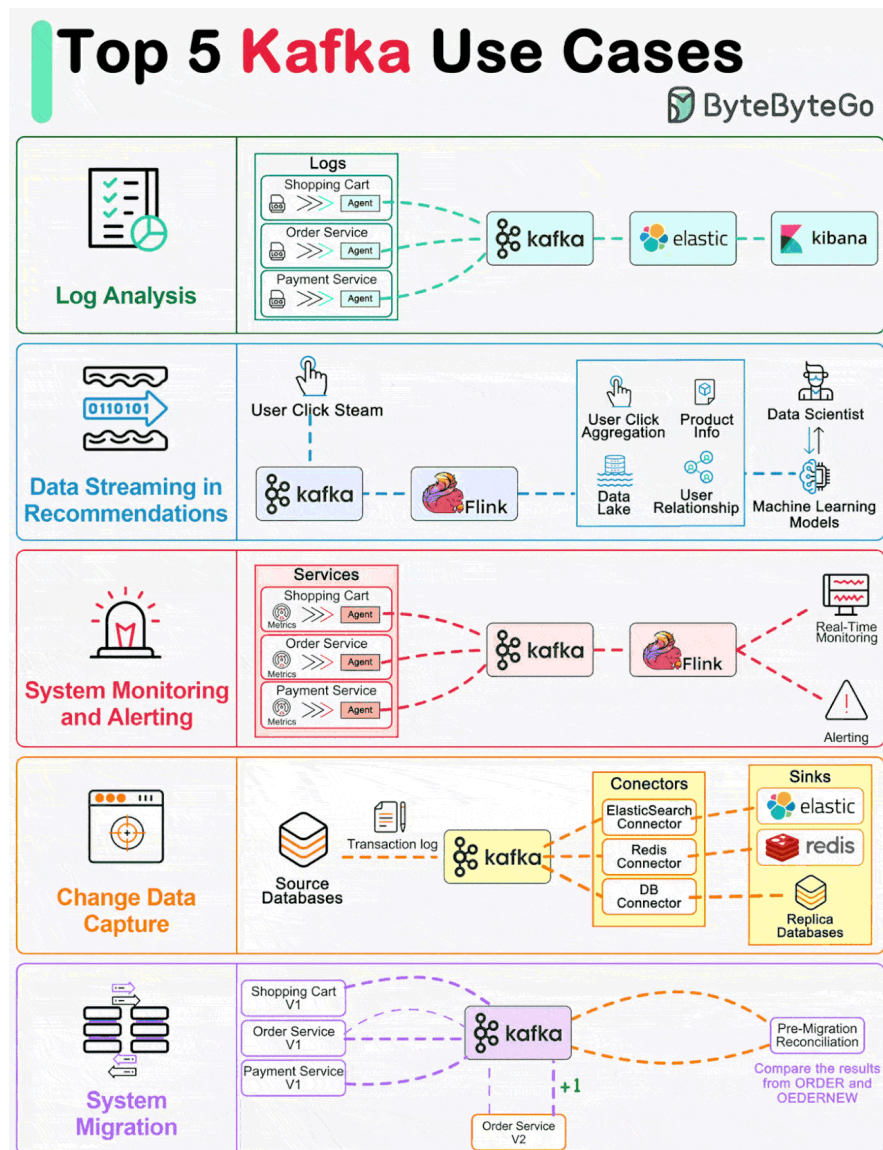 Top 5 Kafka Use Cases
ByteByteGo
Log Analysis
Logs
Shopping Cart
LOG
Agent
Order Service
LOG
Agent
Payment Service
LOG
Agent
kafka
elastic
kibana
0110101
Data Streaming in
Recommendations
User Click Steam
kafka
Flink
User Click
Aggregation
Product
Info
Data
Lake
User
Relationship
Data Scientist
Machine Learning
Models
System Monitoring
and Alerting
Services
Shopping Cart
Metrics
Agent
Order Service
Metrics
Agent
Payment Service
Metrics
Agent
kafka
Flink
Real-Time
Monitoring
Alerting
Change Data
Capture
Source
Databases
Transaction log
kafka
Conectors
ElasticSearch
Connector
Redis
Connector
DB
Connector
Sinks
elastic
redis
Replica
Databases
System
Migration
Shopping Cart
V1
Order Service
V1
Payment Service
V1
kafka
+1
Order Service
V2
Pre-Migration
Reconciliation
Compare the results
from ORDER and
OEDERNEW